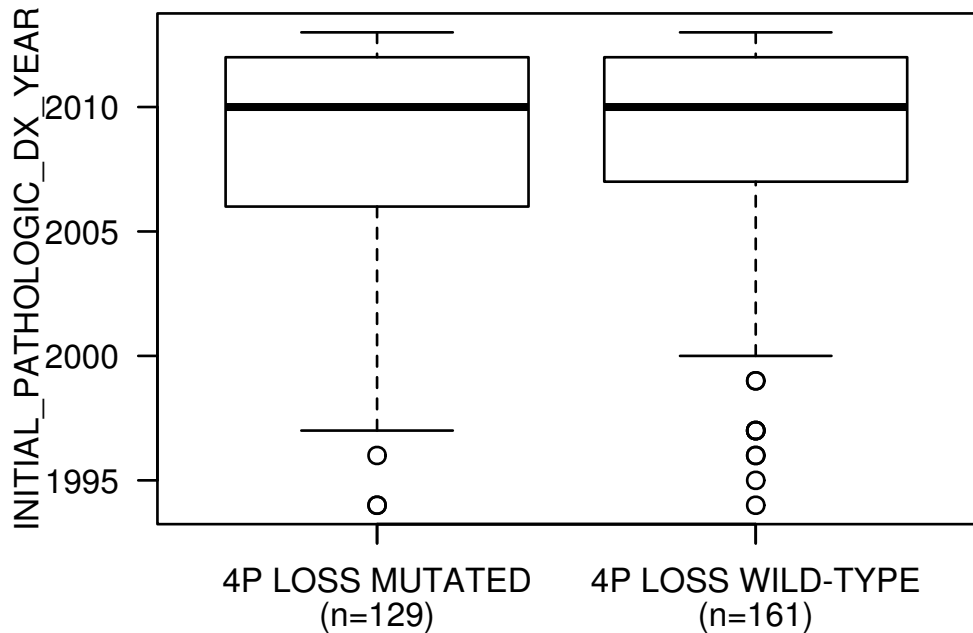 INITIAL_PATHOLOGIC_DX_YEAR
2010
2005
2000
1995
4P LOSS MUTATED
(n=129)
4P LOSS WILD-TYPE
(n=161)